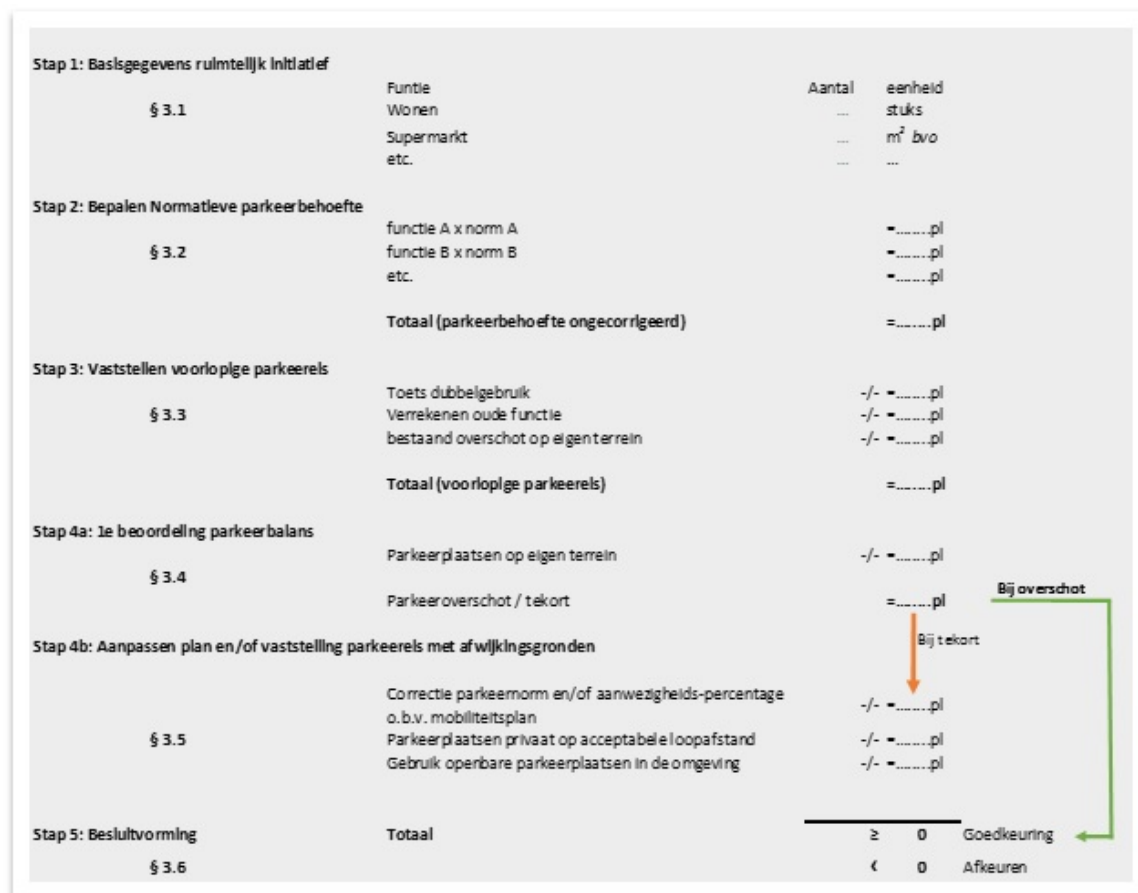 Stap 1: Basisgegevens ruimtelijk initiatief
Funtie Aantal eenheid
§ 3.1 Wonen ... stuks
Supermarkt ... m² bvo
etc. ... ...
Stap 2: Bepalen Normatieve parkeerbehoefte
functie A x norm A =........pl
§ 3.2 functie B x norm B =........pl
etc. =........pl
Totaal (parkeerbehoefte ongecorrigeerd) =........pl
Stap 3: Vaststellen voorlopige parkeereis
Toets dubbelgebruik -/- =........pl
§ 3.3 Verrekenen oude functie -/- =........pl
bestaand overschot op eigen terrein -/- =........pl
Totaal (voorlopige parkeereis) =........pl
Stap 4a: 1e beoordeling parkeerbalans
Parkeerplaatsen op eigen terrein -/- =........pl
§ 3.4
Parkeeroverschot / tekort =........pl Bij overschot
Bij tekort
Stap 4b: Aanpassen plan en/of vaststelling parkeereis met afwijkingsgronden
Correctie parkeernorm en/of aanwezigheids-percentage
o.b.v. mobiliteitsplan -/- =........pl
§ 3.5 Parkeerplaatsen privaat op acceptabele loopafstand -/- =........pl
Gebruik openbare parkeerplaatsen in de omgeving -/- =........pl
Stap 5: Besluitvorming Totaal ≥ 0 Goedkeuring
§ 3.6 < 0 Afkeuren